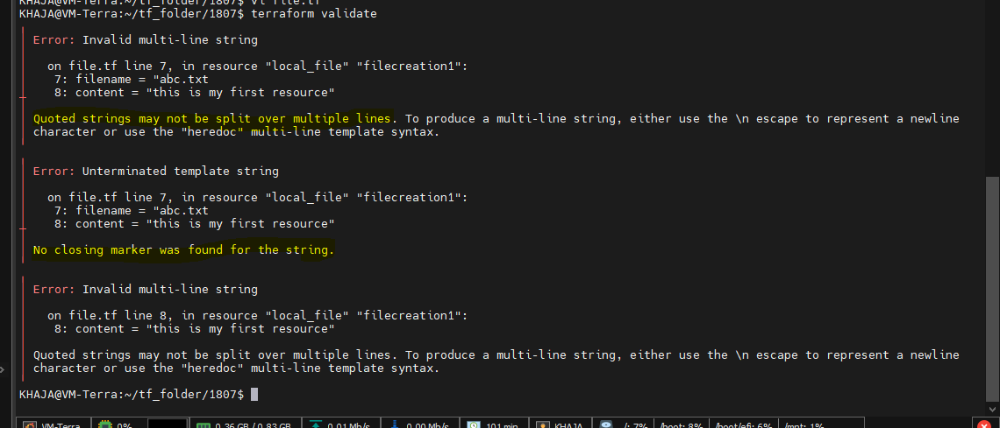 KHAJA@VM-Terra:~/tf_folder/1807$ vi file.tf
KHAJA@VM-Terra:~/tf_folder/1807$ terraform validate
Error: Invalid multi-line string
on file.tf line 7, in resource "local_file" "filecreation1":
7: filename = "abc.txt
8: content = "this is my first resource"
Quoted strings may not be split over multiple lines. To produce a multi-line string, either use the \n escape to represent a newline
character or use the "heredoc" multi-line template syntax.
Error: Unterminated template string
on file.tf line 7, in resource "local_file" "filecreation1":
7: filename = "abc.txt
8: content = "this is my first resource"
No closing marker was found for the string.
Error: Invalid multi-line string
on file.tf line 8, in resource "local_file" "filecreation1":
8: content = "this is my first resource"
Quoted strings may not be split over multiple lines. To produce a multi-line string, either use the \n escape to represent a newline
character or use the "heredoc" multi-line template syntax.
KHAJA@VM-Terra:~/tf_folder/1807$
VM-Terra 0% 0.36 GB / 0.83 GB 0.01 Mb/s 0.00 Mb/s 101 min KHAJA /: 7% /boot: 8% /boot/efi: 6% /mnt: 1%